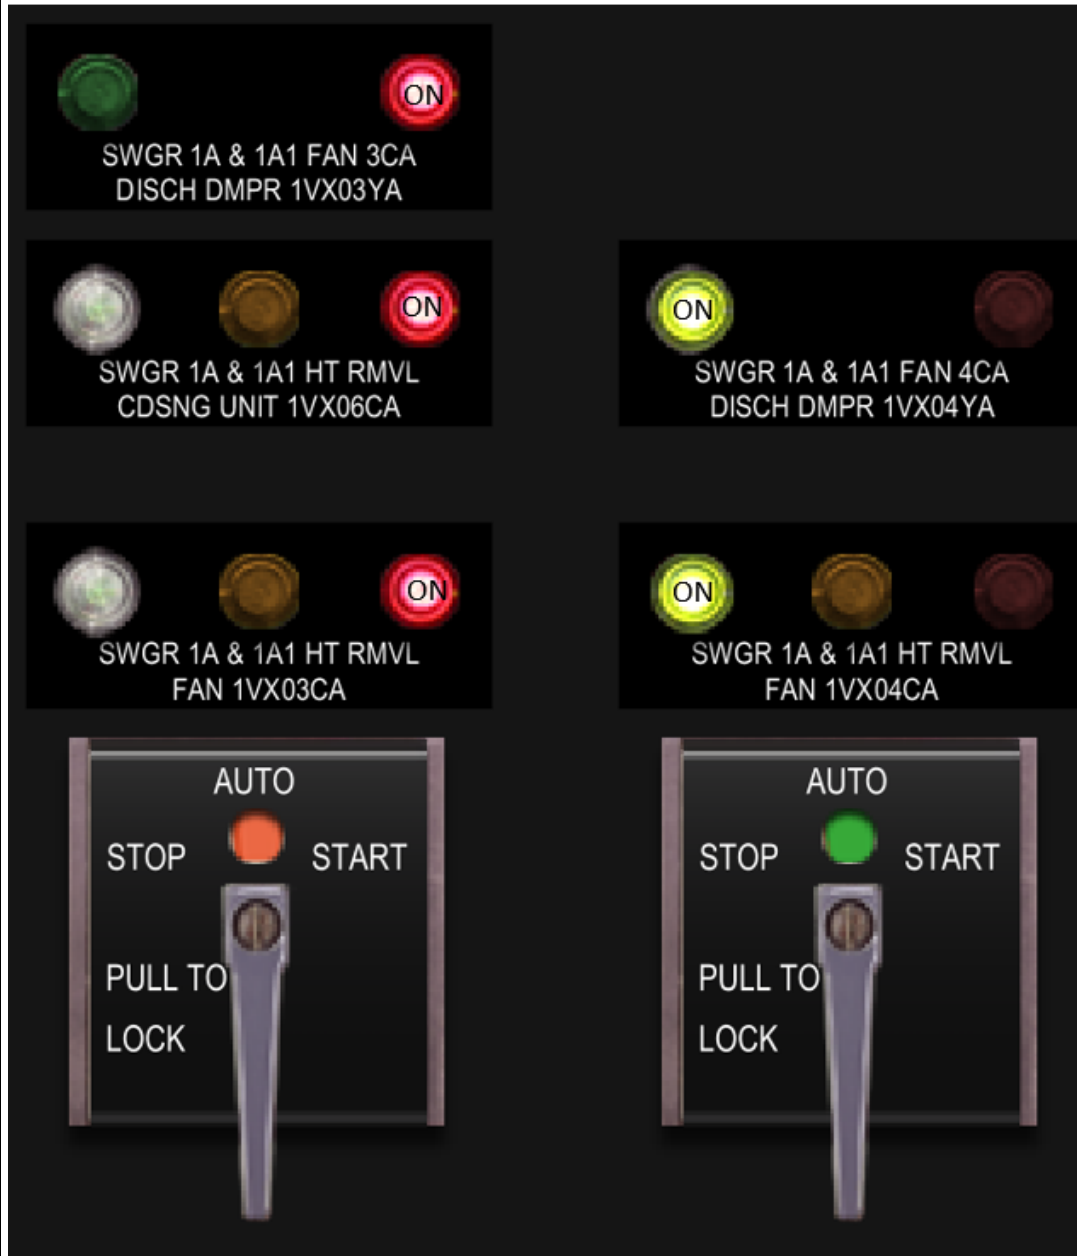 ON
SWGR 1A & 1A1 FAN 3CA
DISCH DMPR 1VX03YA
ON
SWGR 1A & 1A1 HT RMVL
CDSNG UNIT 1VX06CA
ON
SWGR 1A & 1A1 FAN 4CA
DISCH DMPR 1VX04YA
ON
SWGR 1A & 1A1 HT RMVL
FAN 1VX03CA
ON
SWGR 1A & 1A1 HT RMVL
FAN 1VX04CA
AUTO
STOP START
PULL TO
LOCK
AUTO
STOP START
PULL TO
LOCK